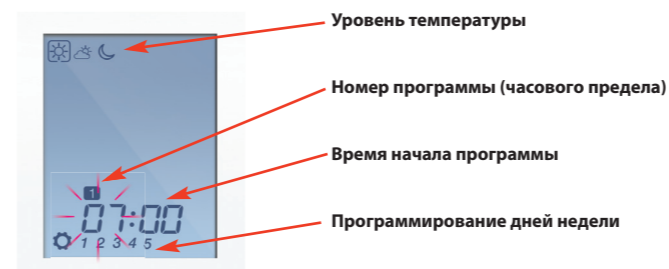 Уровень температуры
Номер программы (часового предела)
Время начала программы
1
07:00
Программирование дней недели
1 2 3 4 5